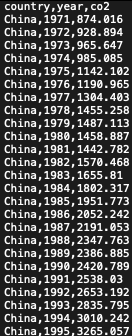 country,year,co2
China,1971,874.016
China,1972,928.894
China,1973,965.647
China,1974,985.085
China,1975,1142.102
China,1976,1190.965
China,1977,1304.403
China,1978,1455.258
China,1979,1487.113
China,1980,1458.887
China,1981,1442.782
China,1982,1570.468
China,1983,1655.81
China,1984,1802.317
China,1985,1951.773
China,1986,2052.242
China,1987,2191.053
China,1988,2347.763
China,1989,2386.885
China,1990,2420.789
China,1991,2538.03
China,1992,2653.192
China,1993,2835.795
China,1994,3010.242
China,1995,3265.053